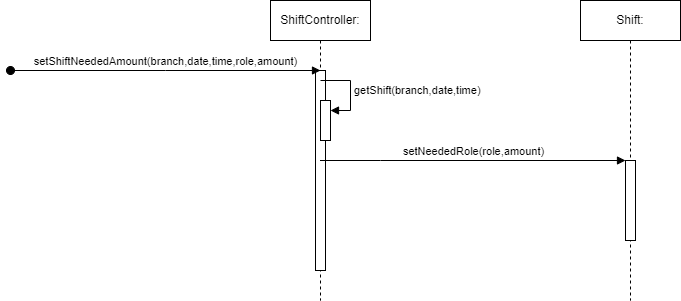 ShiftController:
Shift:
setShiftNeededAmount(branch,date,time,role,amount)
getShift(branch,date,time)
setNeededRole(role,amount)